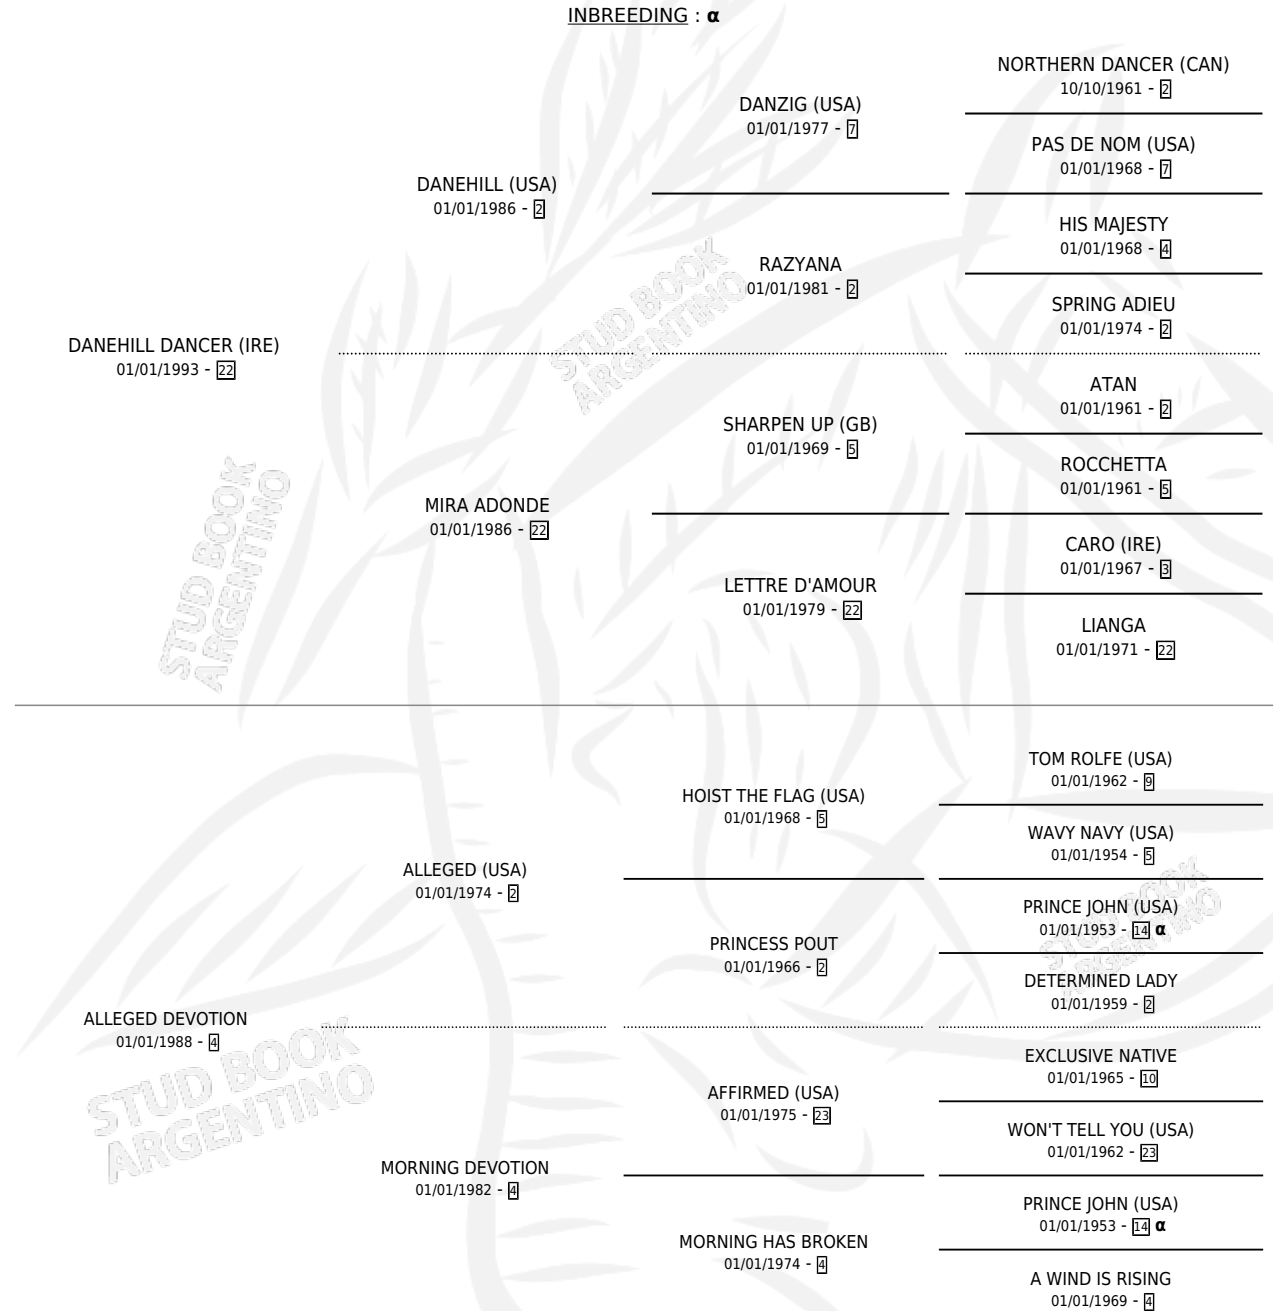 INBREEDING : α
NORTHERN DANCER (CAN)
10/10/1961 - 2
DANZIG (USA)
01/01/1977 - 7
PAS DE NOM (USA)
01/01/1968 - 7
DANEHILL (USA)
01/01/1986 - 2
HIS MAJESTY
01/01/1968 - 4
RAZYANA
01/01/1981 - 2
SPRING ADIEU
01/01/1974 - 2
DANEHILL DANCER (IRE)
01/01/1993 - 22
ATAN
01/01/1961 - 2
SHARPEN UP (GB)
01/01/1969 - 5
ROCCHETTA
01/01/1961 - 5
MIRA ADONDE
01/01/1986 - 22
CARO (IRE)
01/01/1967 - 3
LETTRE D'AMOUR
01/01/1979 - 22
LIANGA
01/01/1971 - 22
TOM ROLFE (USA)
01/01/1962 - 9
HOIST THE FLAG (USA)
01/01/1968 - 5
WAVY NAVY (USA)
01/01/1954 - 5
ALLEGED (USA)
01/01/1974 - 2
PRINCE JOHN (USA)
01/01/1953 - 14 α
PRINCESS POUT
01/01/1966 - 2
DETERMINED LADY
01/01/1959 - 2
ALLEGED DEVOTION
01/01/1988 - 4
EXCLUSIVE NATIVE
01/01/1965 - 10
AFFIRMED (USA)
01/01/1975 - 23
WON'T TELL YOU (USA)
01/01/1962 - 23
MORNING DEVOTION
01/01/1982 - 4
PRINCE JOHN (USA)
01/01/1953 - 14 α
MORNING HAS BROKEN
01/01/1974 - 4
A WIND IS RISING
01/01/1969 - 4
STUD BOOK
ARGENTINO
STUD BOOK
ARGENTINO
STUD BOOK
ARGENTINO
STUD BOOK
ARGENTINO